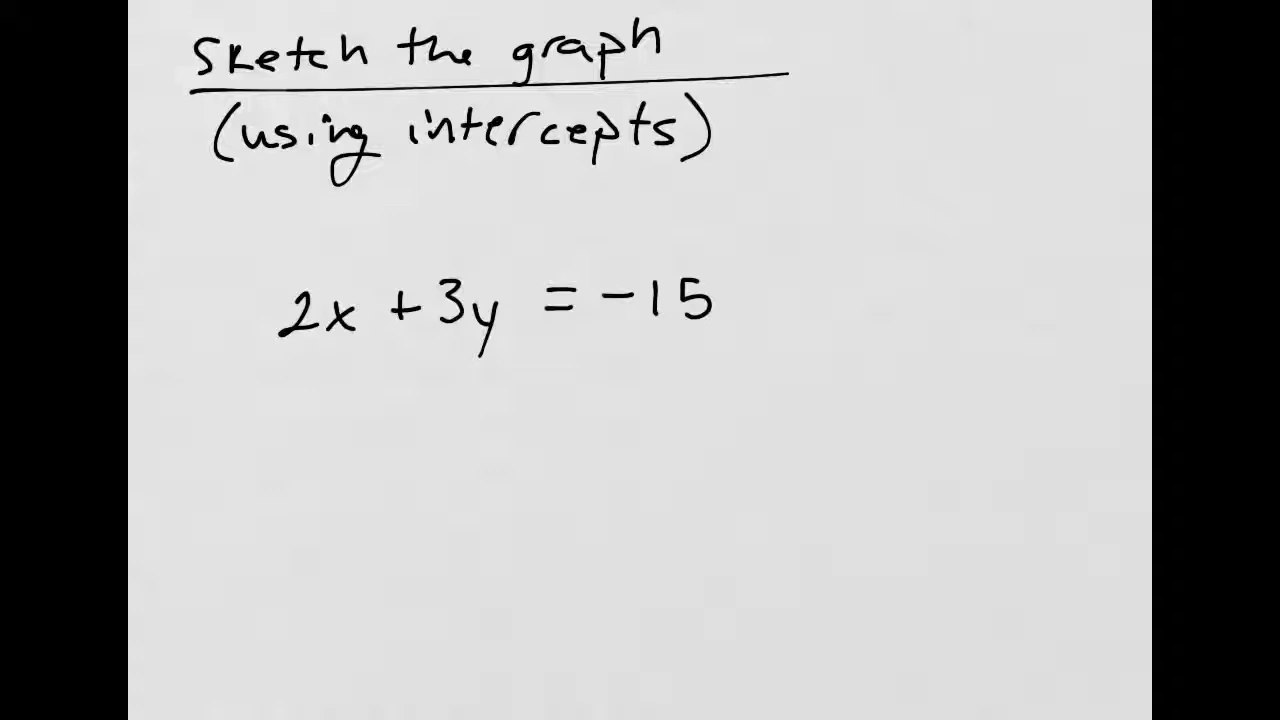 Sketch the graph
(using intercepts)
2x + 3y = -15